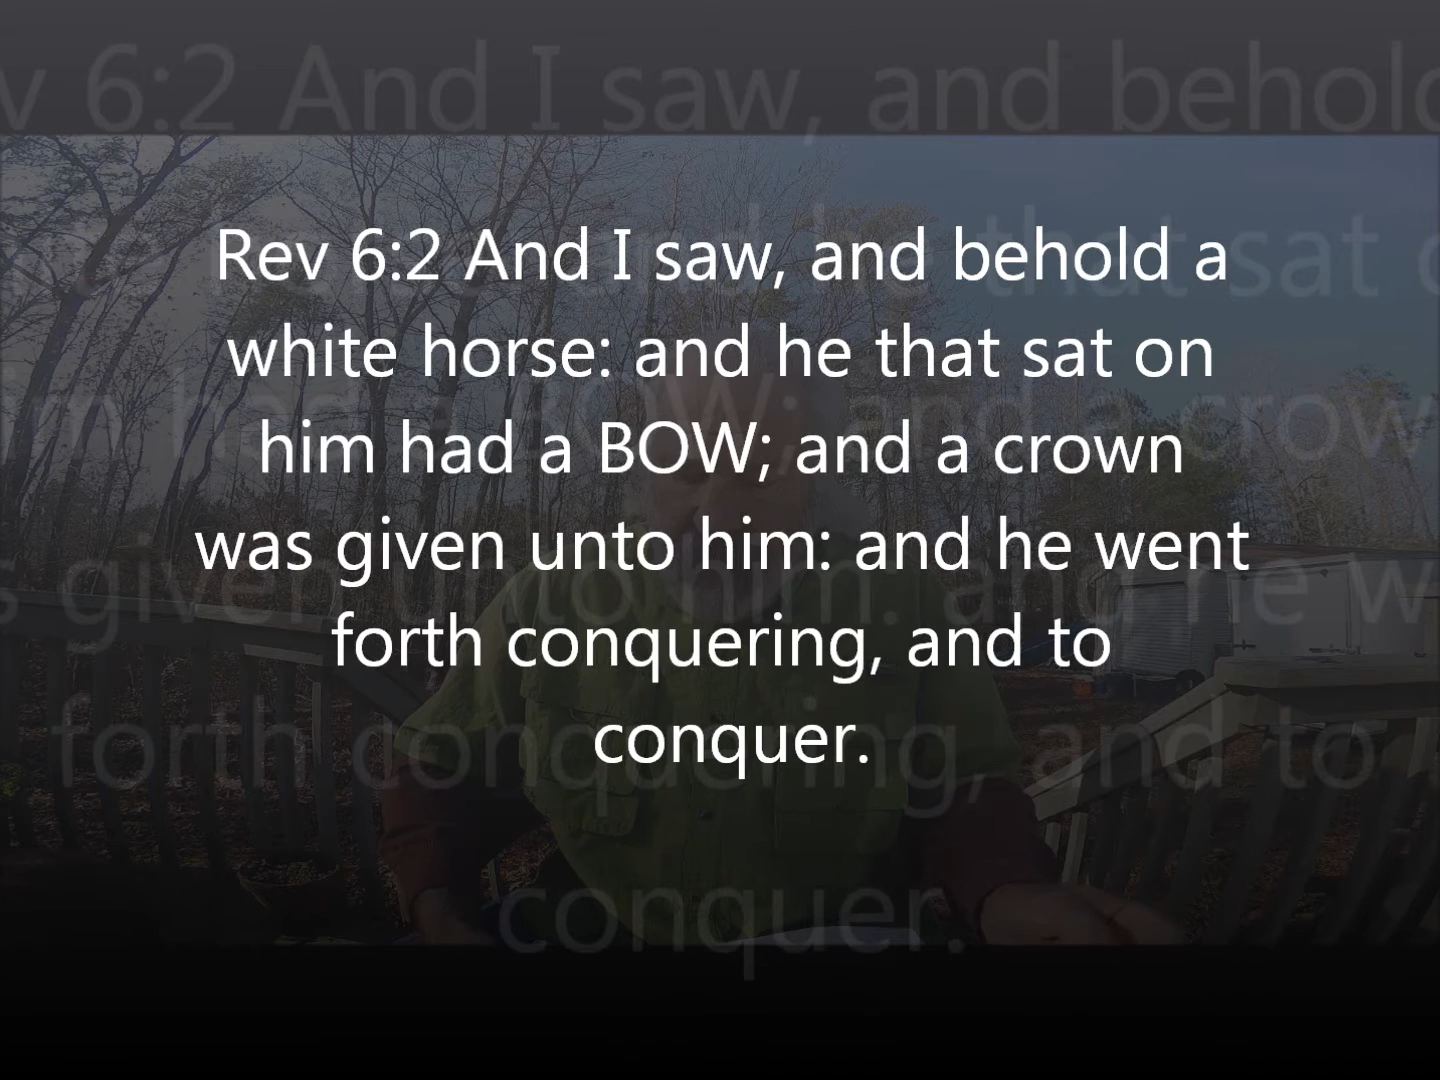 Rev 6:2 And I saw, and behold a
white horse: and he that sat on
him had a BOW; and a crown
was given unto him: and he went
forth conquering, and to
conquer.